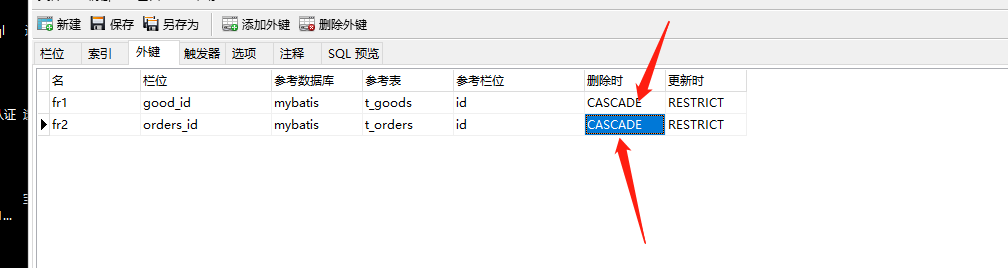 新建 保存 另存为 添加外键 删除外键
栏位 索引 外键 触发器 选项 注释 SQL 预览
名 栏位 参考数据库 参考表 参考栏位 删除时 更新时
fr1 good_id mybatis t_goods id CASCADE RESTRICT
认证
fr2 orders_id mybatis t_orders id CASCADE RESTRICT